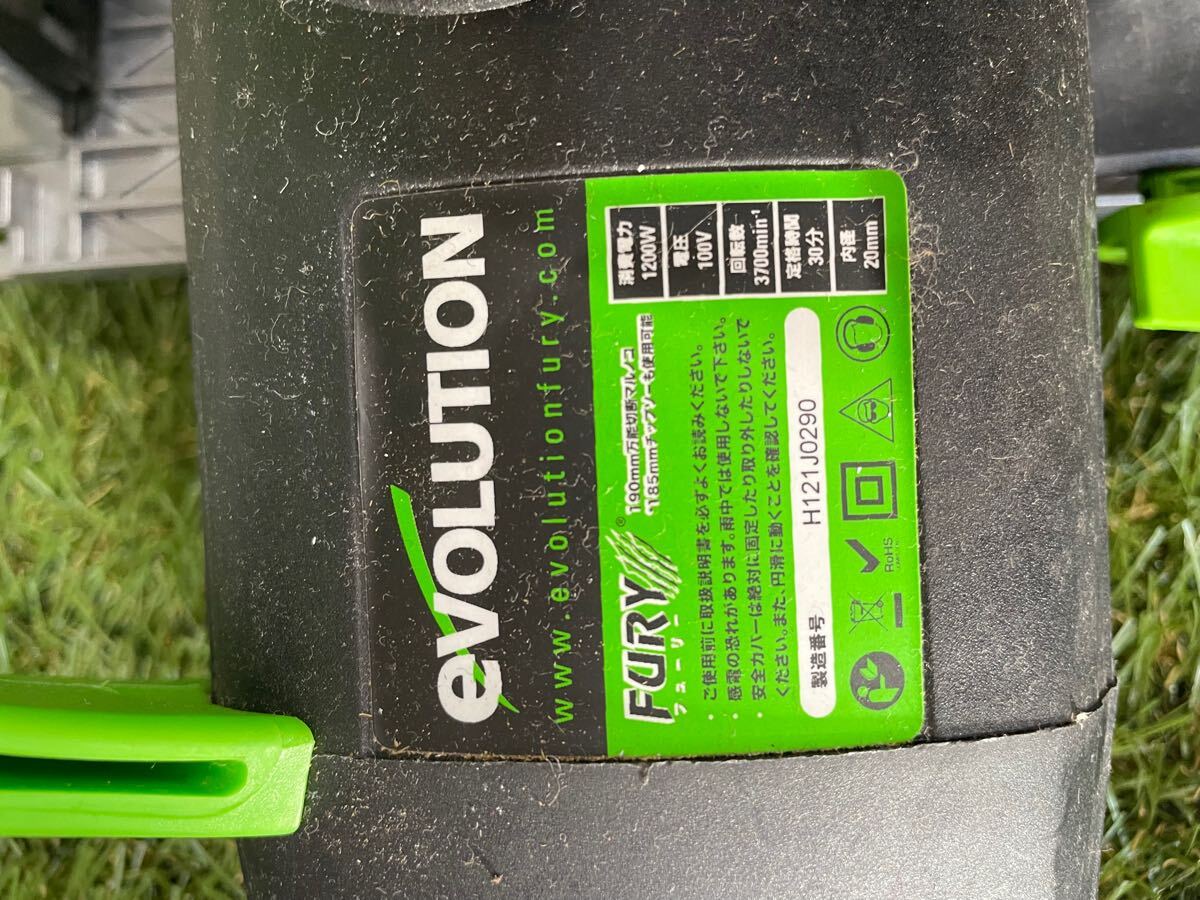 evolution
www.evolutionfury.com
FURY®
フューリー
190mm万能切断マルノコ
*185mmチップソーも使用可能
消費電力
1200W
電圧
100V
回転数
3700min⁻¹
定格時間
30分
内径
20mm
・ご使用前に取扱説明書を必ずよくお読みください。
・感電の恐れがあります。雨中では使用しないで下さい。
・安全カバーは絶対に固定したり取り外したりしないで
ください。また、円滑に動くことを確認してください。
製造番号 H121J0290
RoHS